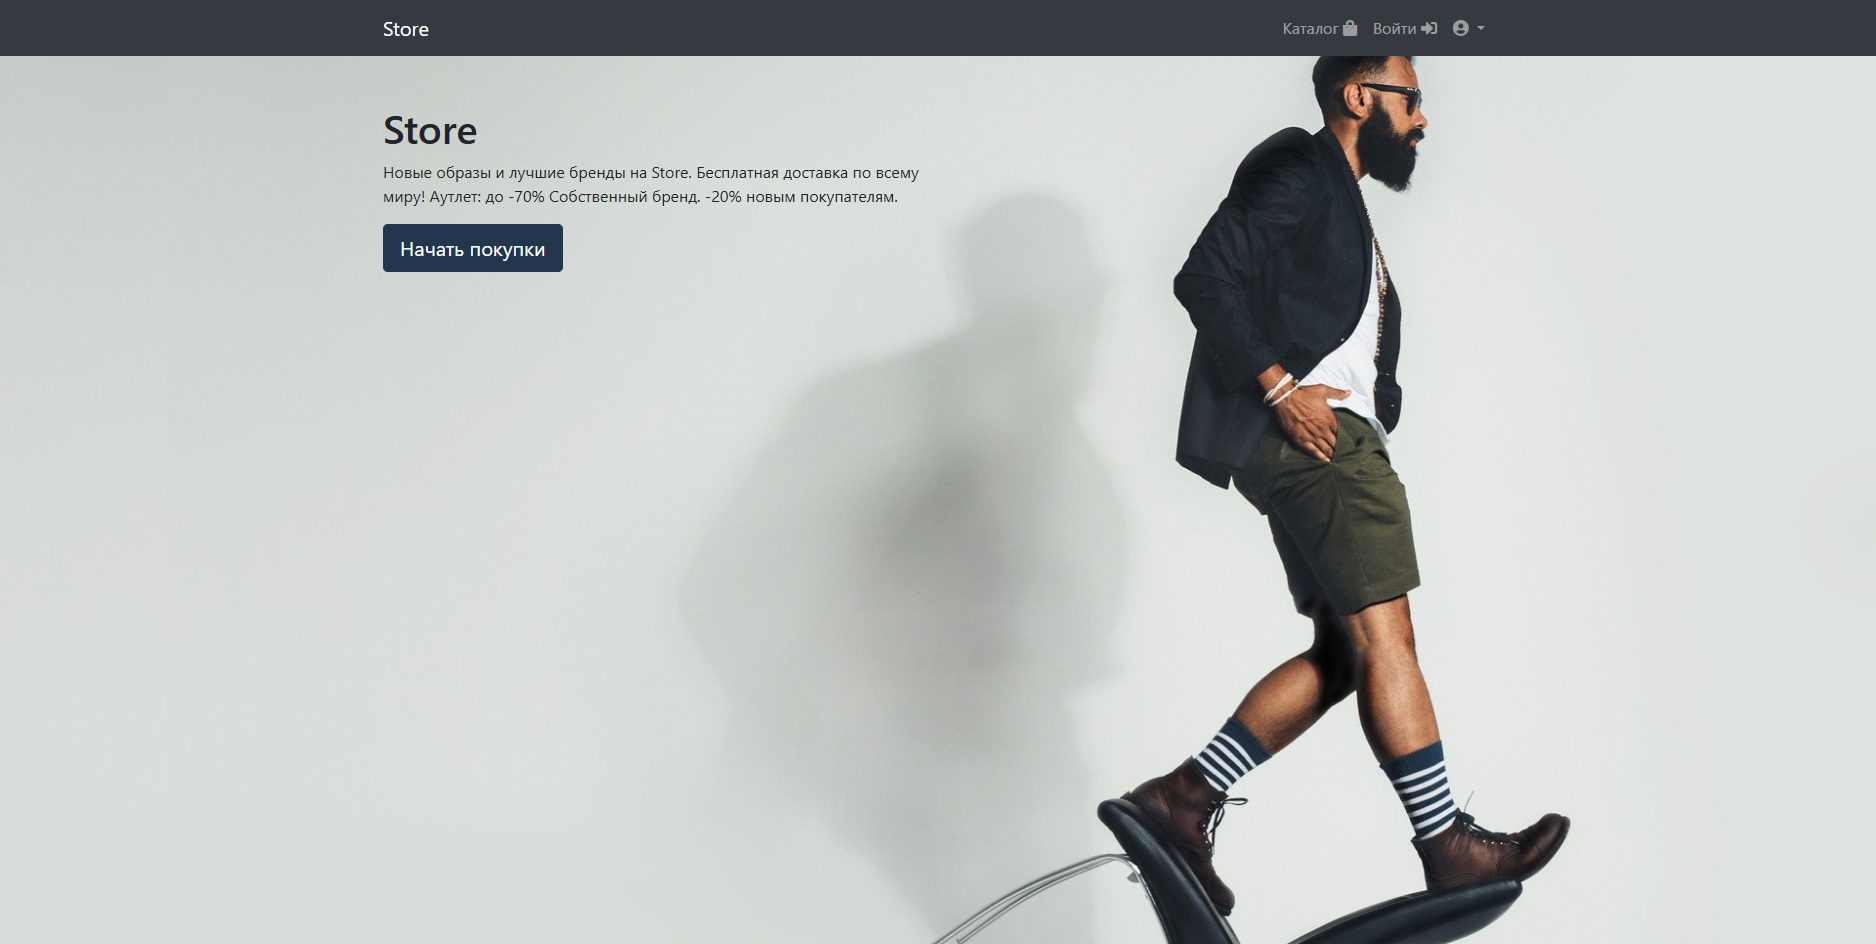 Store
Каталог
Войти
Store
Новые образы и лучшие бренды на Store. Бесплатная доставка по всему
миру! Аутлет: до -70% Собственный бренд. -20% новым покупателям.
Начать покупки